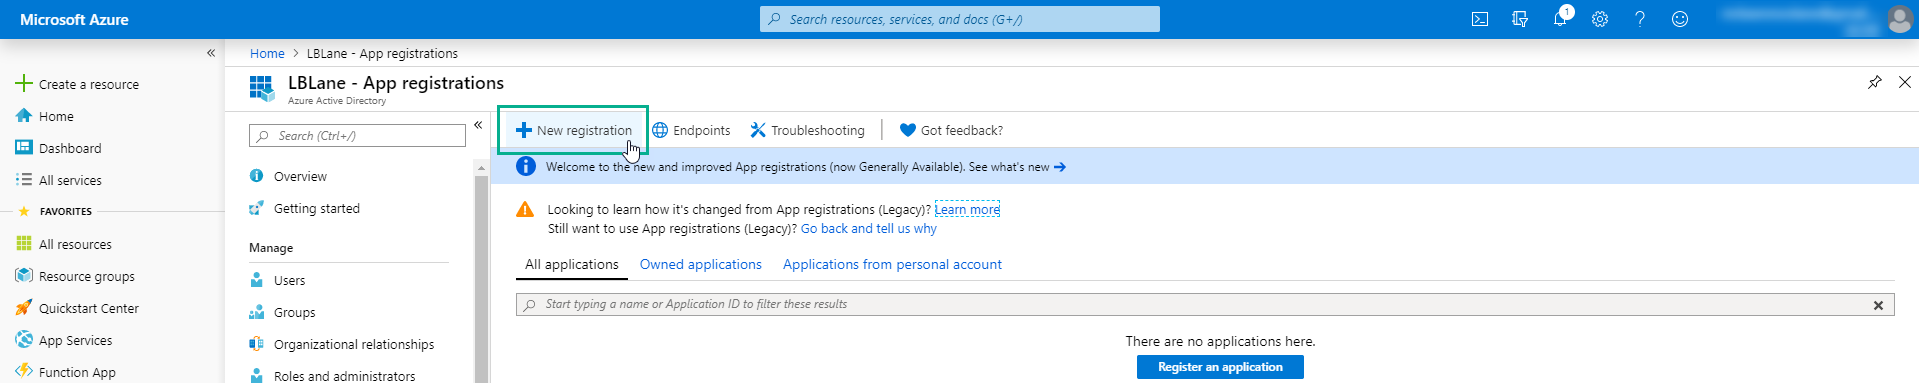 Microsoft Azure
Search resources, services, and docs (G+/)
1
«
Create a resource
Home
Dashboard
All services
FAVORITES
All resources
Resource groups
Quickstart Center
App Services
Function App
Home > LBLane - App registrations
LBLane - App registrations
Azure Active Directory
Search (Ctrl+/)
«
Overview
Getting started
Manage
Users
Groups
Organizational relationships
Roles and administrators
New registration Endpoints Troubleshooting Got feedback?
Welcome to the new and improved App registrations (now Generally Available). See what's new →
Looking to learn how it's changed from App registrations (Legacy)? Learn more
Still want to use App registrations (Legacy)? Go back and tell us why
All applications Owned applications Applications from personal account
Start typing a name or Application ID to filter these results
There are no applications here.
Register an application